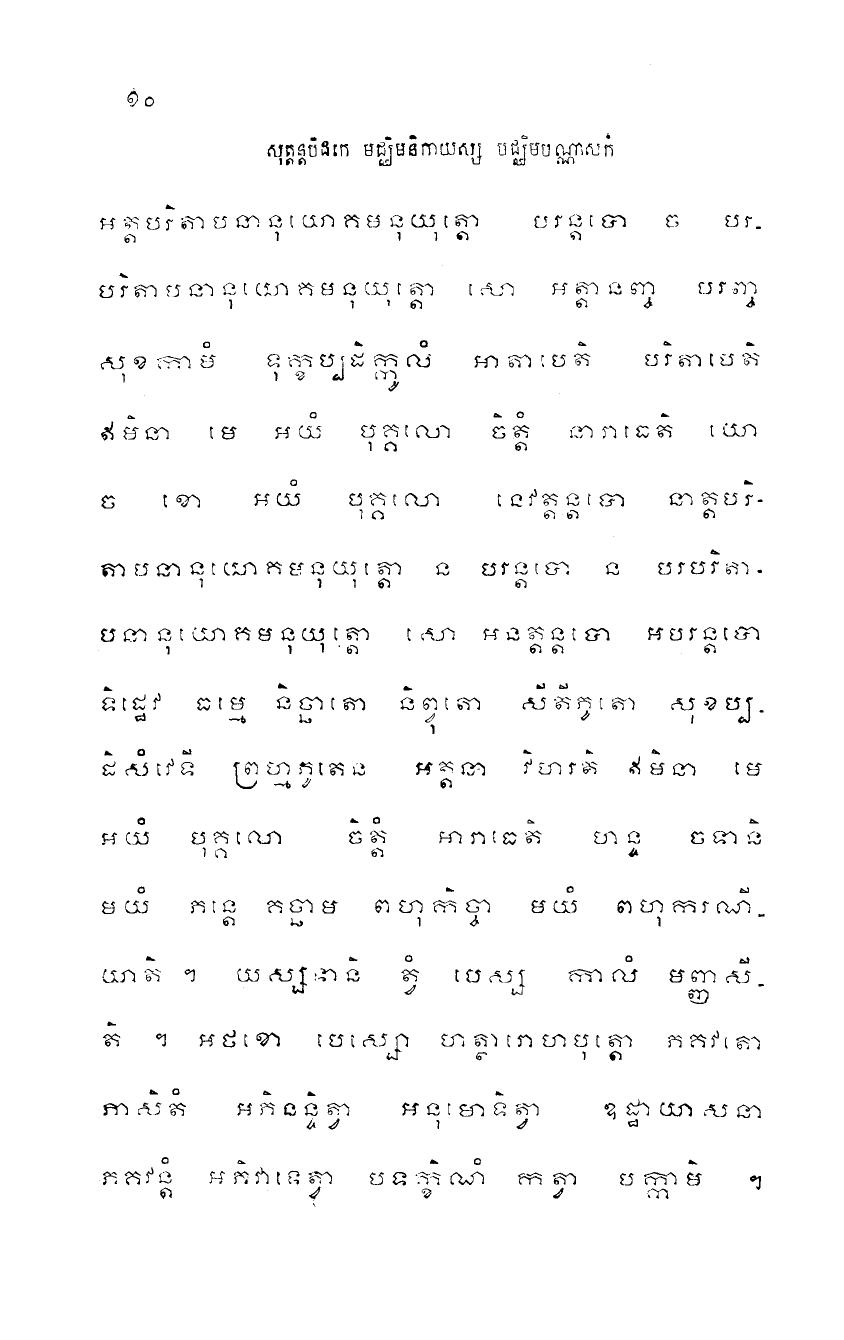 ១០
សុត្តន្តបិដកេ មជ្ឈិមនិកាយស្ស មជ្ឈិមបណ្ណាសកំ
អត្តបរិតាបនានុយោកមនុយុត្តោ បរន្តបោ ច បរ-
បរិតាបនានុយោកមនុយុត្តោ សោ អត្តានញ្ច បរញ្ច
សុខកាមំ ទុក្ខប្បដិក្កូលំ អាតាបេតិ បរិតាបេតិ
ឥមិនា មេ អយំ បុគ្គលោ ចិត្តំ នារាធេតិ យោ
ច ខោ អយំ បុគ្គលោ នេវត្តន្តបោ នាត្តបរិ-
តាបនានុយោកមនុយុត្តោ ន បរន្តបោ ន បរបរិតា-
បនានុយោកមនុយុត្តោ សោ អនត្តន្តបោ អបរន្តបោ
ទិដ្ឋេវ ធម្មេ និច្ឆាតោ និព្វុតោ សីតីភូតោ សុខប្ប-
ដិសំវេទី ព្រហ្មភូតេន អត្តនា វិហរតិ ឥមិនា មេ
អយំ បុគ្គលោ ចិត្តំ អារាធេតិ ហន្ទ ចទានិ
មយំ ភន្តេ គច្ឆាម ពហុកិច្ចា មយំ ពហុករណី-
យាតិ ។ យស្សទានិ ត្វំ បេស្ស កាលំ មញ្ញសី-
តិ ។ អថខោ បេស្សោ ហត្ថារោហបុត្តោ ភគវតោ
ភាសិតំ អភិនន្ទិត្វា អនុមោទិត្វា ឧដ្ឋាយាសនា
ភគវន្តំ អភិវាទេត្វា បទក្ខិណំ កត្វា បក្កាមិ ។